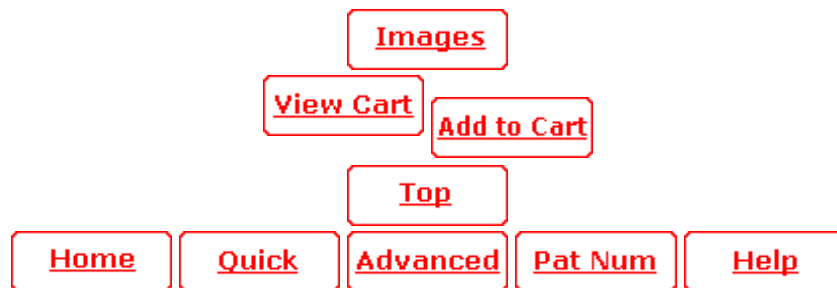 Images
View Cart
Add to Cart
Top
Home Quick Advanced Pat Num Help